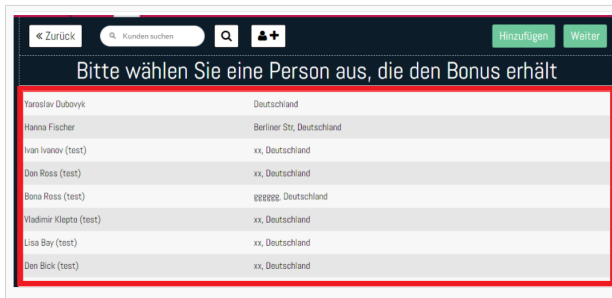 « Zurück Kunden suchen Hinzufügen Weiter
Bitte wählen Sie eine Person aus, die den Bonus erhält
Yaroslav Dubovyk Deutschland
Hanna Fischer Berliner Str, Deutschland
Ivan Ivanov (test) xx, Deutschland
Don Ross (test) xx, Deutschland
Bona Ross (test) gggggg, Deutschland
Vladimir Klepto (test) xx, Deutschland
Lisa Bay (test) xx, Deutschland
Den Bick (test) xx, Deutschland